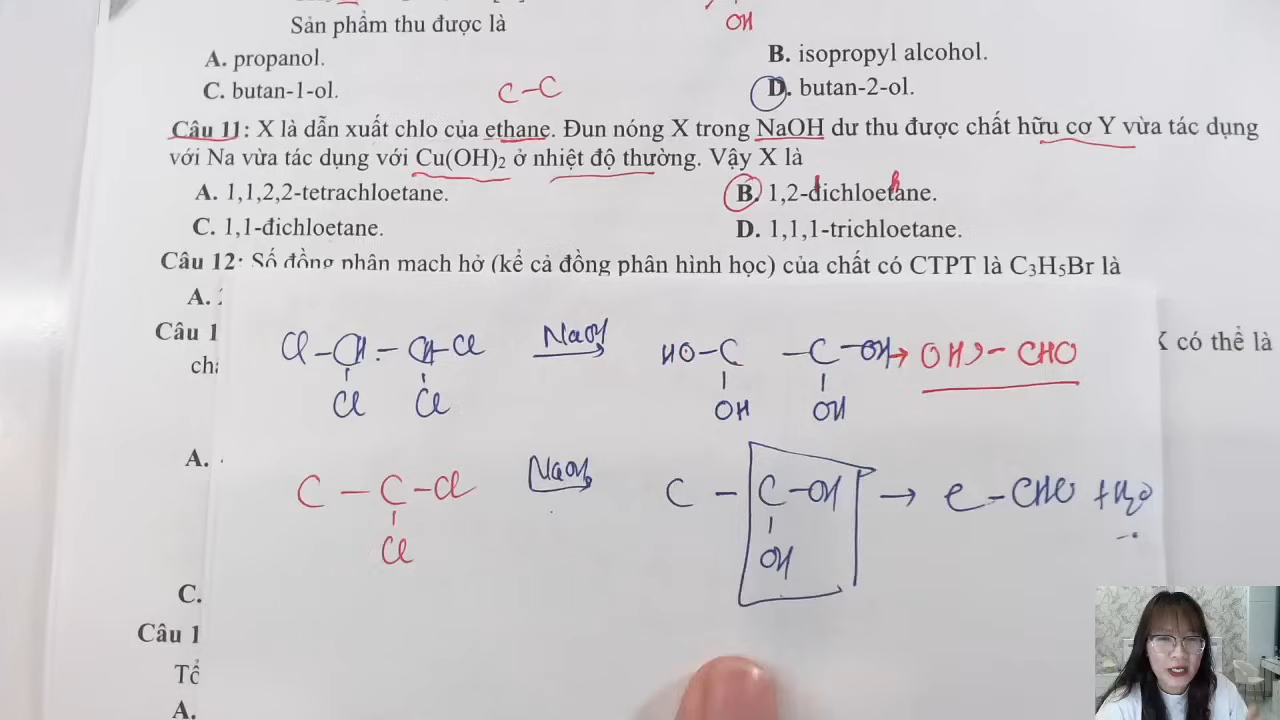 Sản phẩm thu được là
OH
A. propanol.
B. isopropyl alcohol.
C. butan-1-ol.
C-C
D. butan-2-ol.
Câu 11: X là dẫn xuất chlo của ethane. Đun nóng X trong NaOH dư thu được chất hữu cơ Y vừa tác dụng
với Na vừa tác dụng với Cu(OH)₂ ở nhiệt độ thường. Vậy X là
A. 1,1,2,2-tetrachloetane.
B. 1,2-dichloethane.
C. 1,1-đichloetane.
D. 1,1,1-trichloetane.
Câu 12: Số đồng phân mạch hở (kể cả đồng phân hình học) của chất có CTPT là C₃H₅Br là
A.
Câu 1
X có thể là
Cl-CH-CH-Cl NaOH HO-C -C-OH → CHO
Cl Cl OH OH
A.
C-C-Cl NaOH C-C-OH → C-CHO + H₂O
Cl OH
C.
Câu 1
Tổ
A.